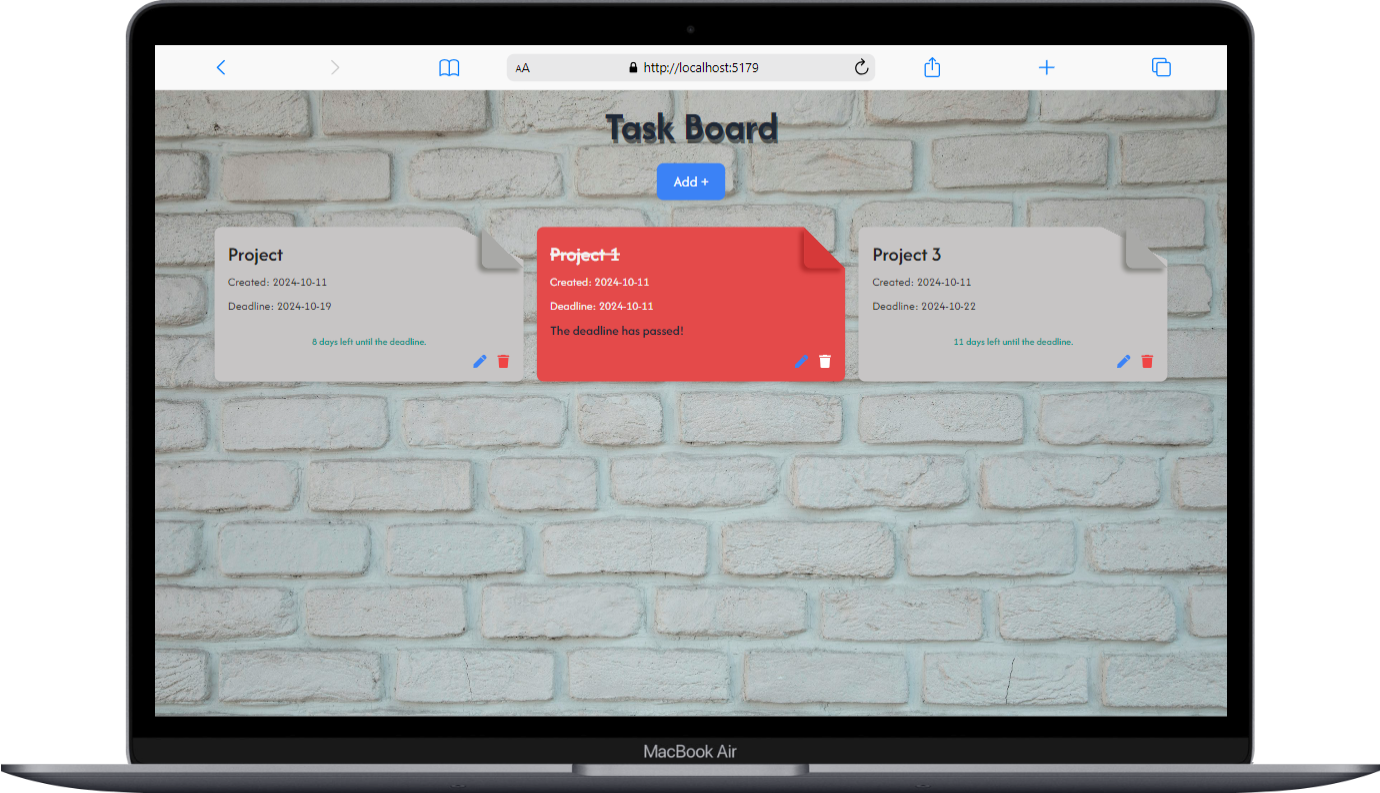 AA http://localhost:5179
Task Board
Add +
Project
Created: 2024-10-11
Deadline: 2024-10-19
8 days left until the deadline.
Project 1
Created: 2024-10-11
Deadline: 2024-10-11
The deadline has passed!
Project 3
Created: 2024-10-11
Deadline: 2024-10-22
11 days left until the deadline.
MacBook Air